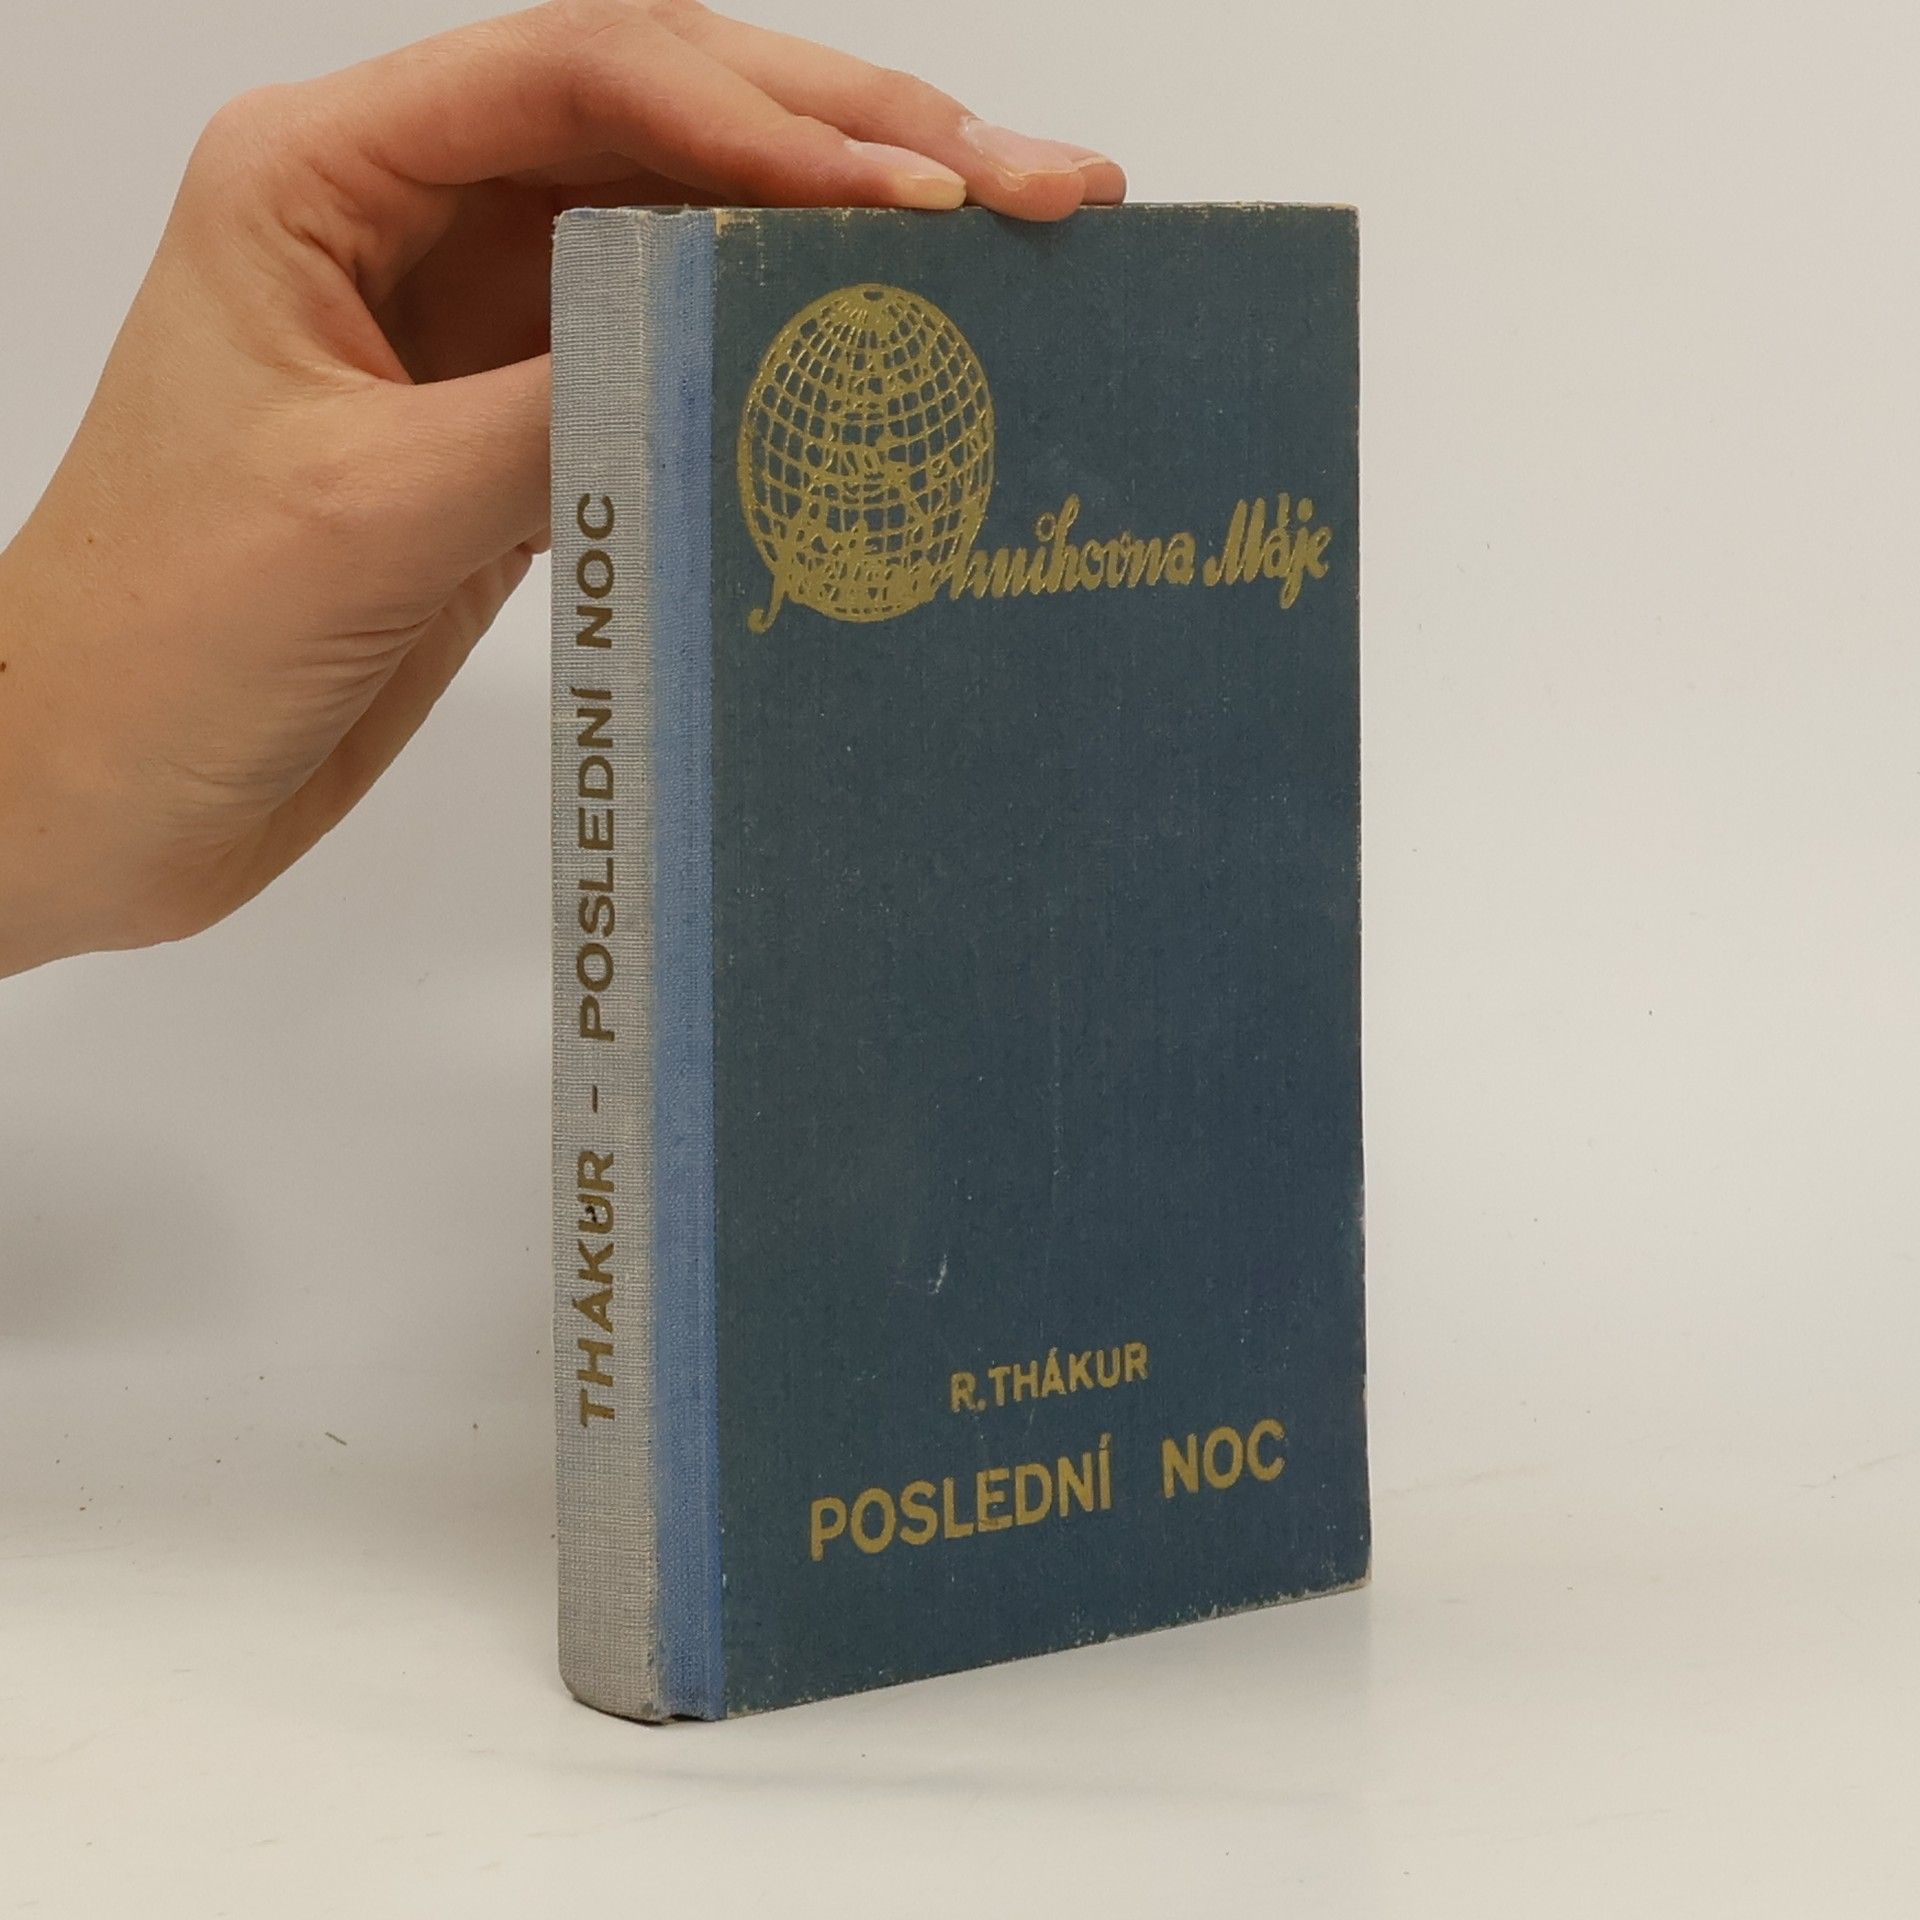 THÁKUR - POSLEDNÍ NOC
knihovna Máje
R. THÁKUR
POSLEDNÍ NOC